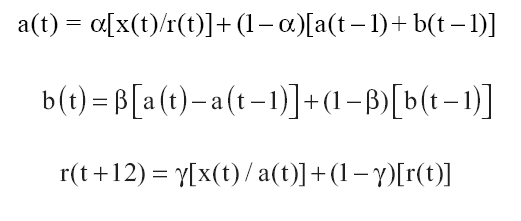 a(t) = α[x(t)/r(t)]+(1−α)[a(t−1)+b(t−1)]
b(t)=β[a(t)−a(t−1)]+(1−β)[b(t−1)]
r(t+12) = γ[x(t)/a(t)]+(1−γ)[r(t)]